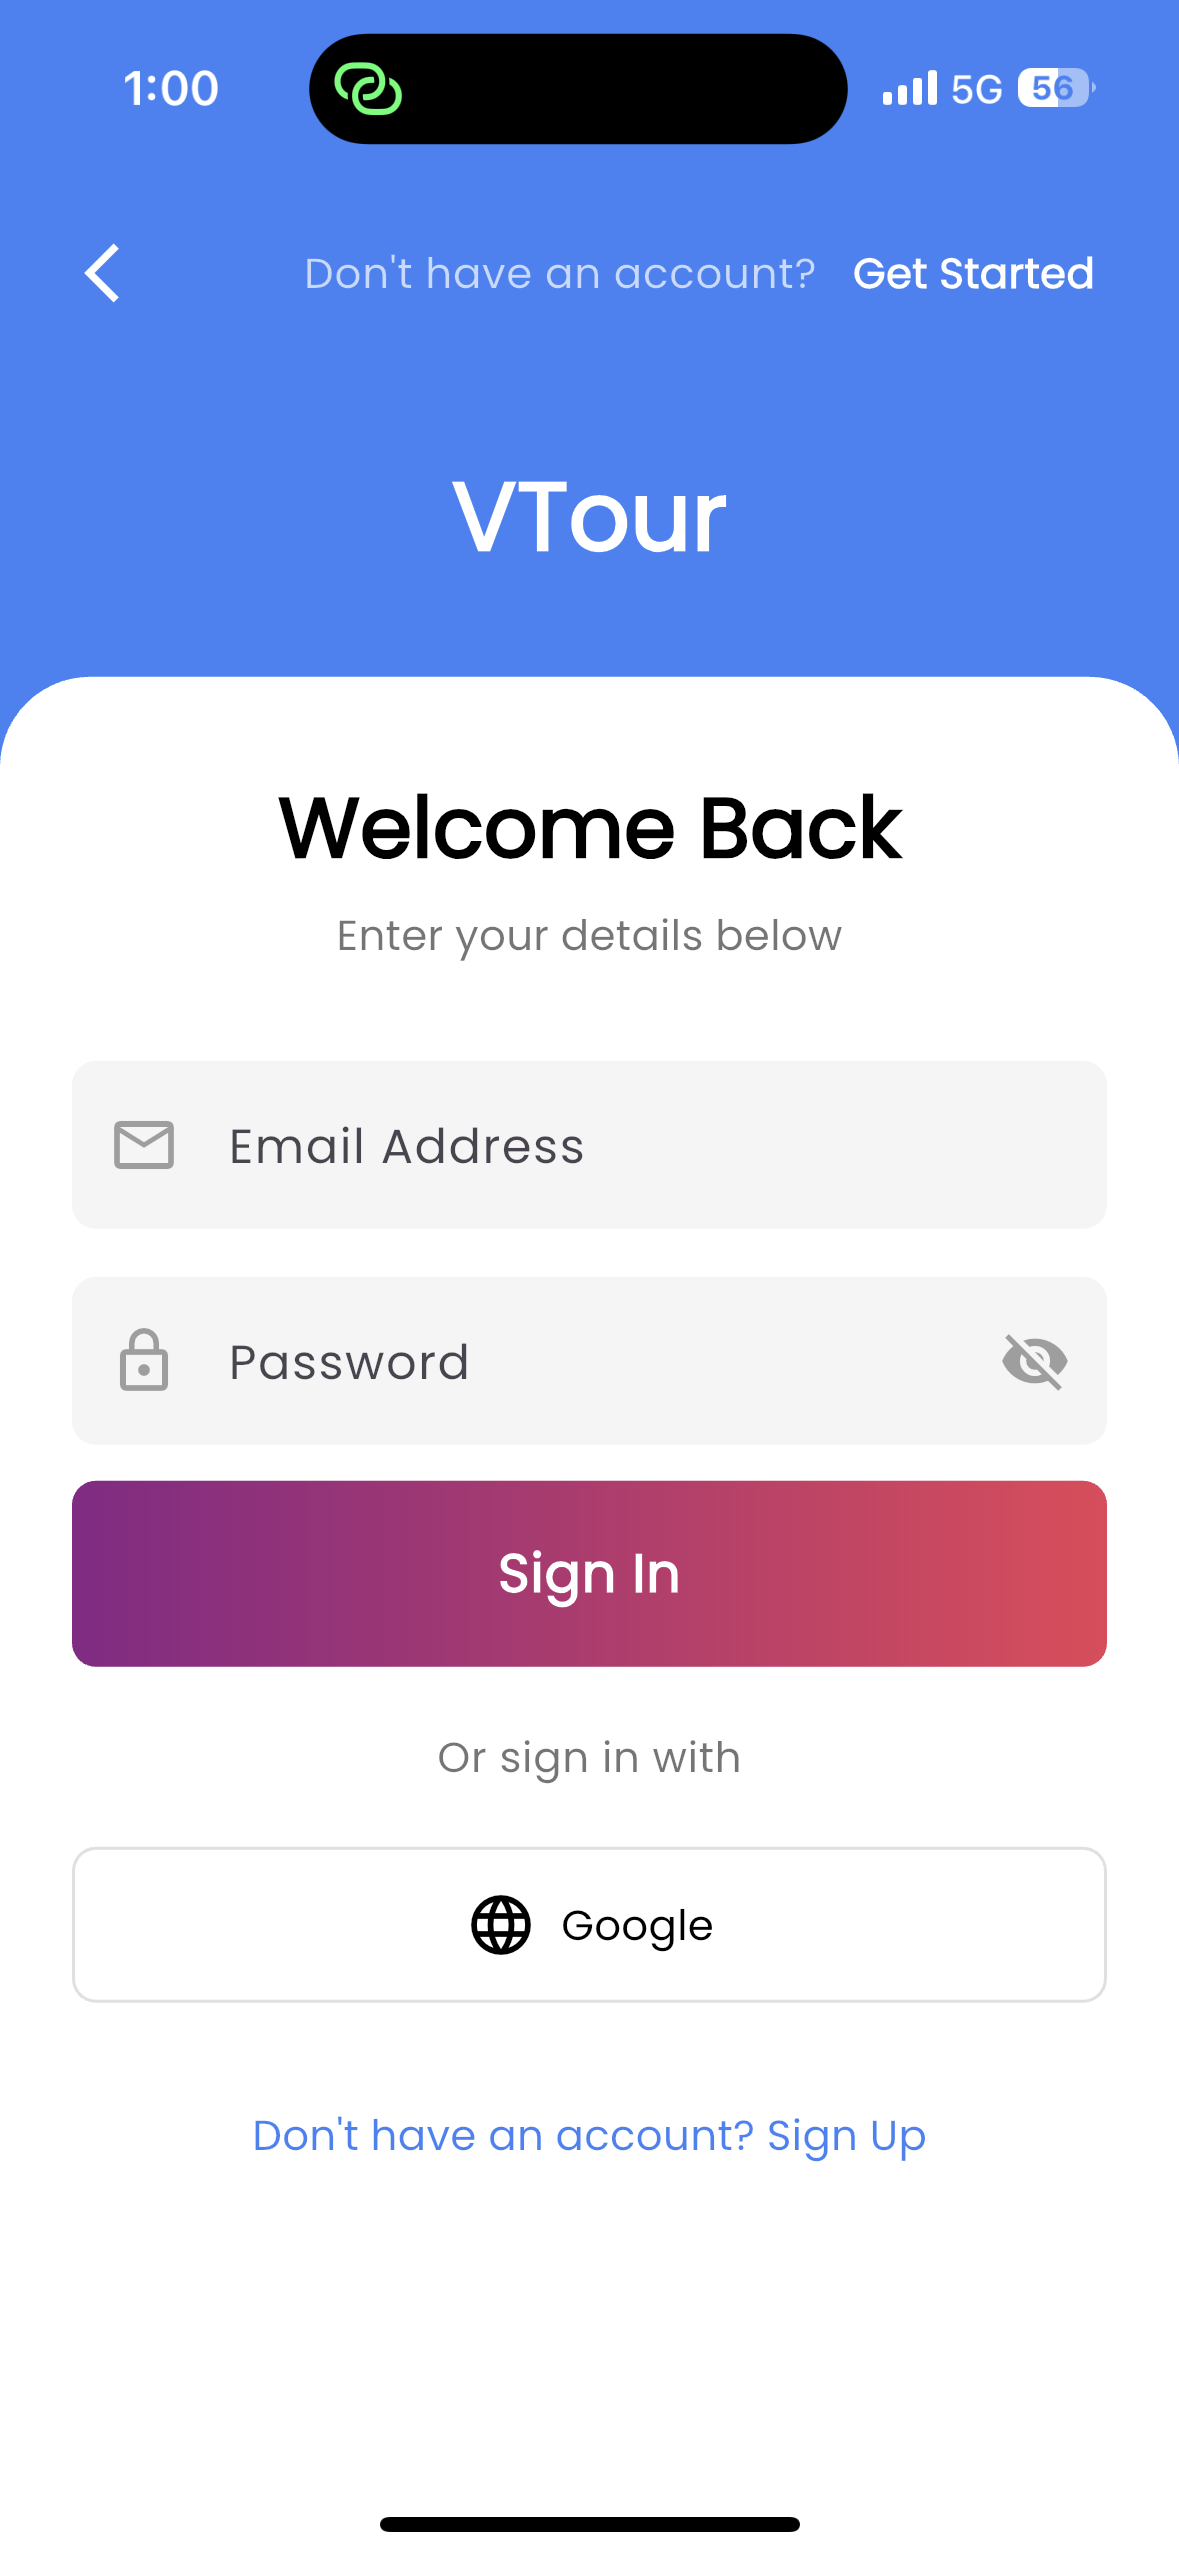 1:00 5G 56
Don't have an account? Get Started
VTour
Welcome Back
Enter your details below
Email Address
Password
Sign In
Or sign in with
Google
Don't have an account? Sign Up